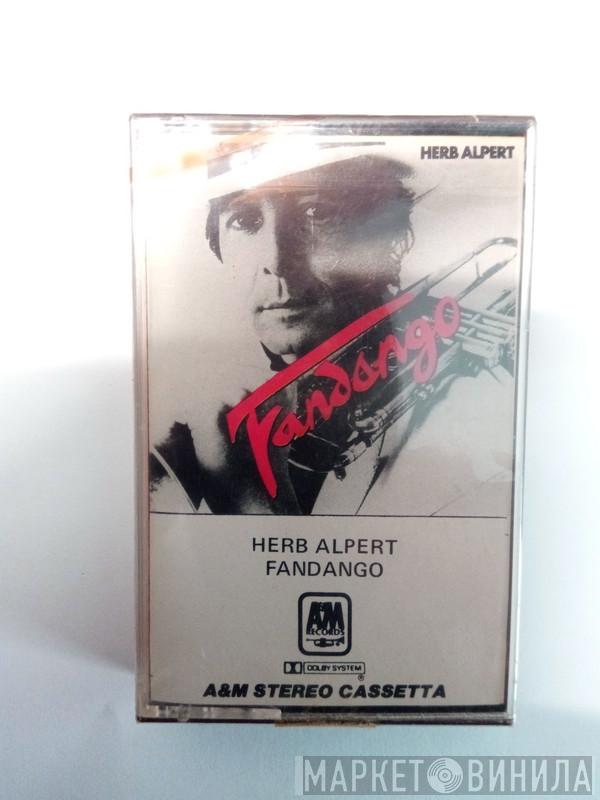 HERB ALPERT
Fandango
HERB ALPERT
FANDANGO
A&M
RECORDS
DOLBY SYSTEM
®
A&M STEREO CASSETTA
МАРКЕТ ВИНИЛА